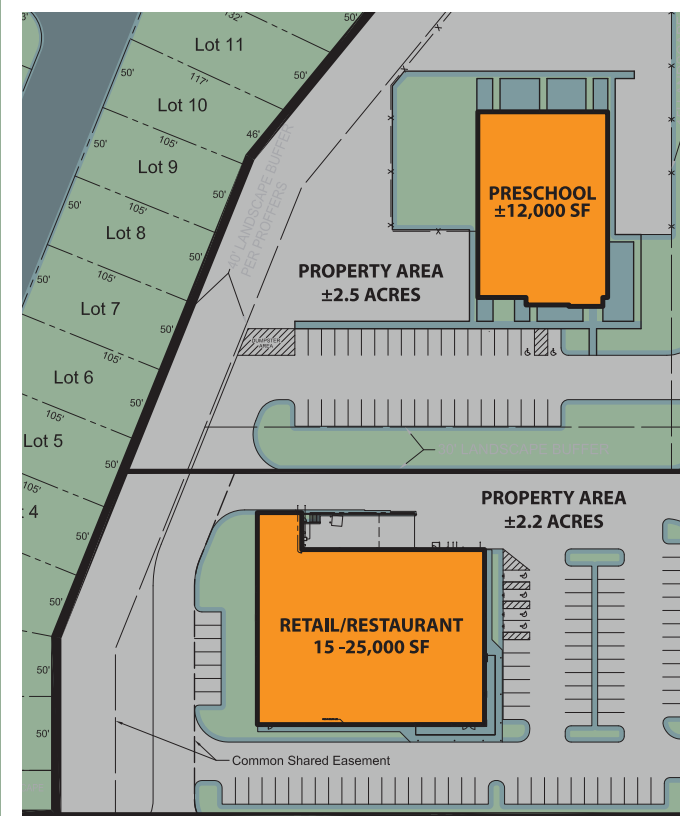 132'
50'
Lot 11
50'
117'
50'
Lot 10
46'
105'
50'
Lot 9
50'
40' LANDSCAPE BUFFER
PER PROFFERS
PRESCHOOL
±12,000 SF
105'
50'
Lot 8
50'
105'
50'
Lot 7
50'
PROPERTY AREA
±2.5 ACRES
DUMPSTER
AREA
105'
Lot 6
50'
105'
50'
Lot 5
50'
105'
4
PROPERTY AREA
±2.2 ACRES
50'
RETAIL/RESTAURANT
15 -25,000 SF
50'
50'
Common Shared Easement